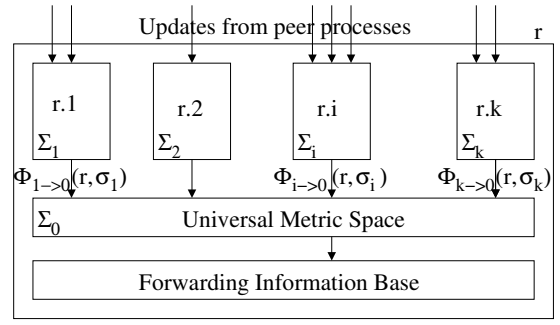 Updates from peer processes
r
r.1 r.2 r.i r.k
Σ₁ Σ₂ Σᵢ Σₖ
Φ₁₋>₀(r,σ₁) Φᵢ₋>₀(r,σᵢ) Φₖ₋>₀(r,σₖ)
Σ₀ Universal Metric Space
Forwarding Information Base